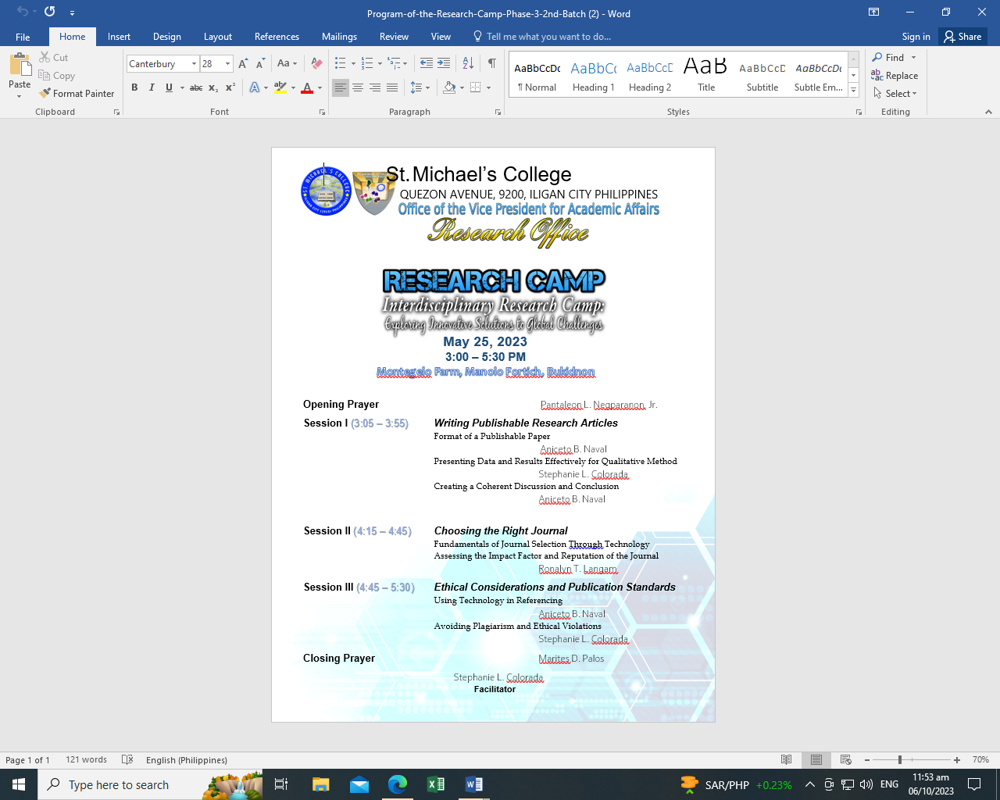 Program-of-the-Research-Camp-Phase-3-2nd-Batch (2) - Word
File Home Insert Design Layout References Mailings Review View Tell me what you want to do... Sign in Share
Paste
Cut
Copy
Format Painter
Clipboard
Canterbury 28
Font
Paragraph
AaBbCcDc AaBbCc AaBbCcD AaB AaBbCcD AaBbCcDc
¶ Normal Heading 1 Heading 2 Title Subtitle Subtle Em...
Styles
Find
Replace
Select
Editing
St. Michael's College
QUEZON AVENUE, 9200, ILIGAN CITY PHILIPPINES
Office of the Vice President for Academic Affairs
Research Office
RESEARCH CAMP
Interdisciplinary Research Camp:
Exploring Innovative Solutions to Global Challenges
May 25, 2023
3:00 – 5:30 PM
Montegelo Farm, Manolo Fortich, Bukidnon
Opening Prayer Pantaleon L. Neqparanon, Jr.
Session I (3:05 – 3:55) Writing Publishable Research Articles
Format of a Publishable Paper
Aniceto B. Naval
Presenting Data and Results Effectively for Qualitative Method
Stephanie L. Colorada
Creating a Coherent Discussion and Conclusion
Aniceto B. Naval
Session II (4:15 – 4:45) Choosing the Right Journal
Fundamentals of Journal Selection Through Technology
Assessing the Impact Factor and Reputation of the Journal
Ronalyn T. Langam
Session III (4:45 – 5:30) Ethical Considerations and Publication Standards
Using Technology in Referencing
Aniceto B. Naval
Avoiding Plagiarism and Ethical Violations
Stephanie L. Colorada
Closing Prayer Marites D. Palos
Stephanie L. Colorada
Facilitator
Page 1 of 1 121 words English (Philippines) 70%
Type here to search
SAR/PHP +0.23%
ENG
11:53 am
06/10/2023